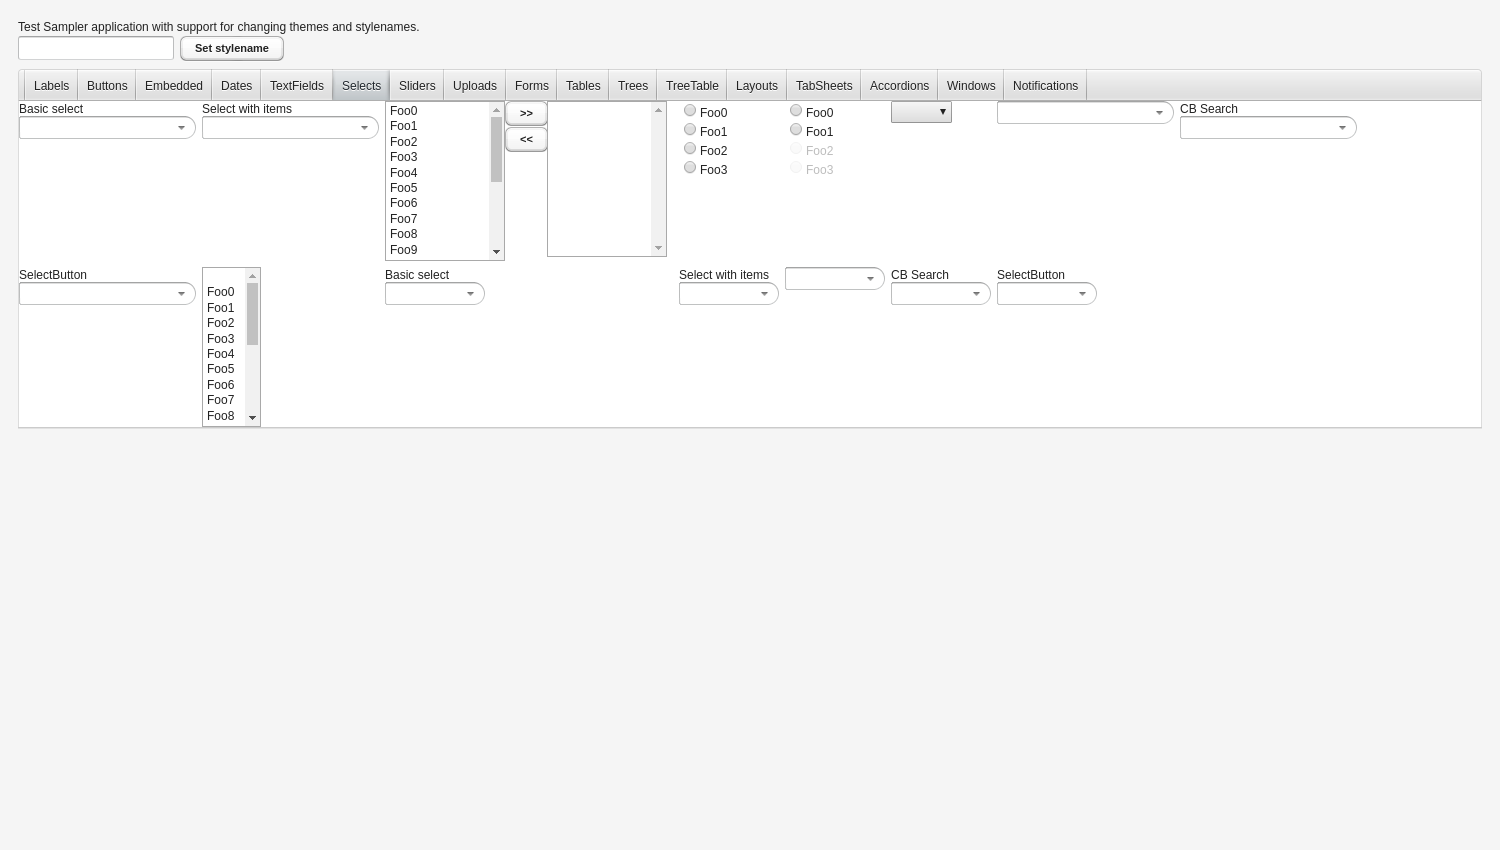 Test Sampler application with support for changing themes and stylenames.
Set stylename
Labels Buttons Embedded Dates TextFields Selects Sliders Uploads Forms Tables Trees TreeTable Layouts TabSheets Accordions Windows Notifications
Basic select
Select with items
Foo0
Foo1
Foo2
Foo3
Foo4
Foo5
Foo6
Foo7
Foo8
Foo9
>>
<<
Foo0
Foo1
Foo2
Foo3
Foo0
Foo1
Foo2
Foo3
CB Search
SelectButton
Foo0
Foo1
Foo2
Foo3
Foo4
Foo5
Foo6
Foo7
Foo8
Basic select
Select with items
CB Search
SelectButton